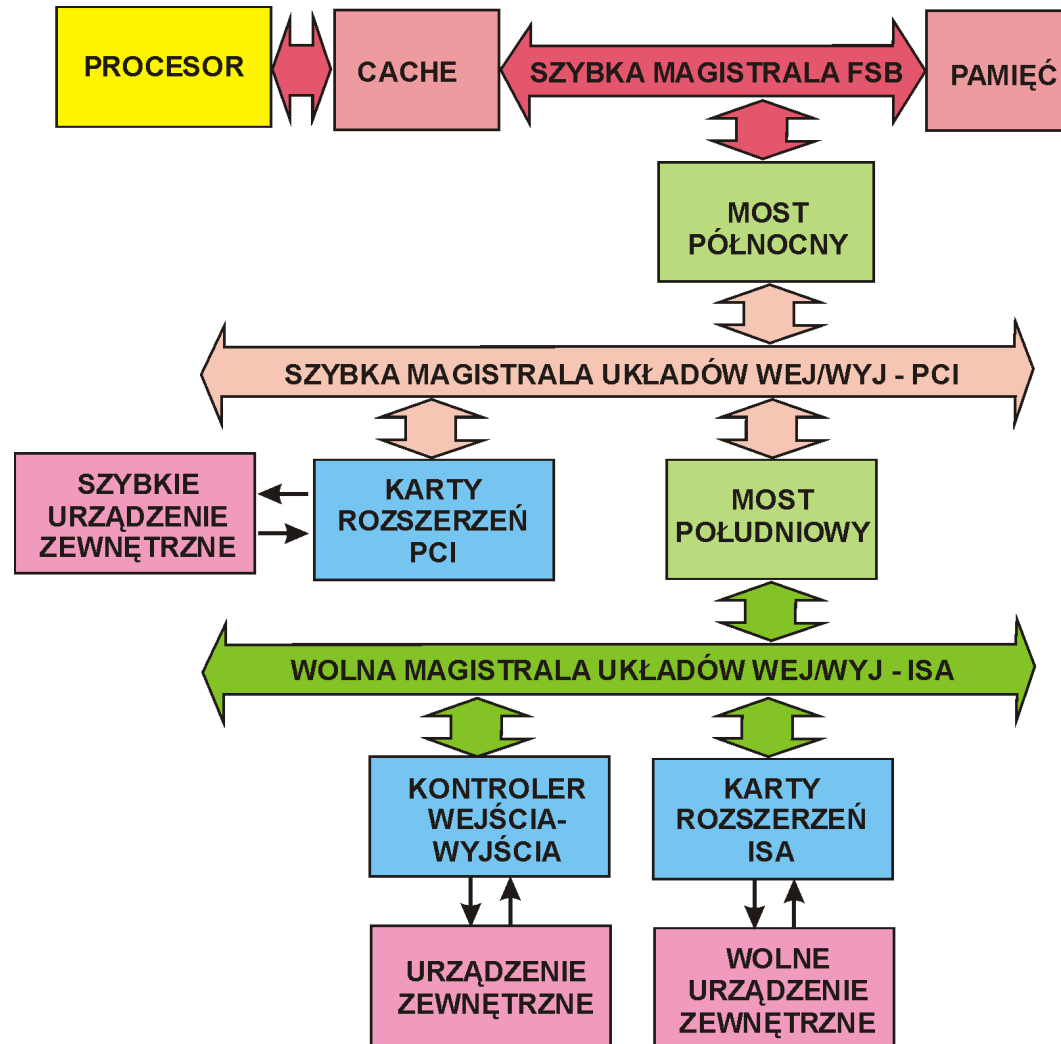 PROCESOR
CACHE
SZYBKA MAGISTRALA FSB
PAMIĘĆ
MOST
PÓŁNOCNY
SZYBKA MAGISTRALA UKŁADÓW WEJ/WYJ - PCI
SZYBKIE
URZĄDZENIE
ZEWNĘTRZNE
KARTY
ROZSZERZEŃ
PCI
MOST
POŁUDNIOWY
WOLNA MAGISTRALA UKŁADÓW WEJ/WYJ - ISA
KONTROLER
WEJŚCIA-
WYJŚCIA
KARTY
ROZSZERZEŃ
ISA
URZĄDZENIE
ZEWNĘTRZNE
WOLNE
URZĄDZENIE
ZEWNĘTRZNE